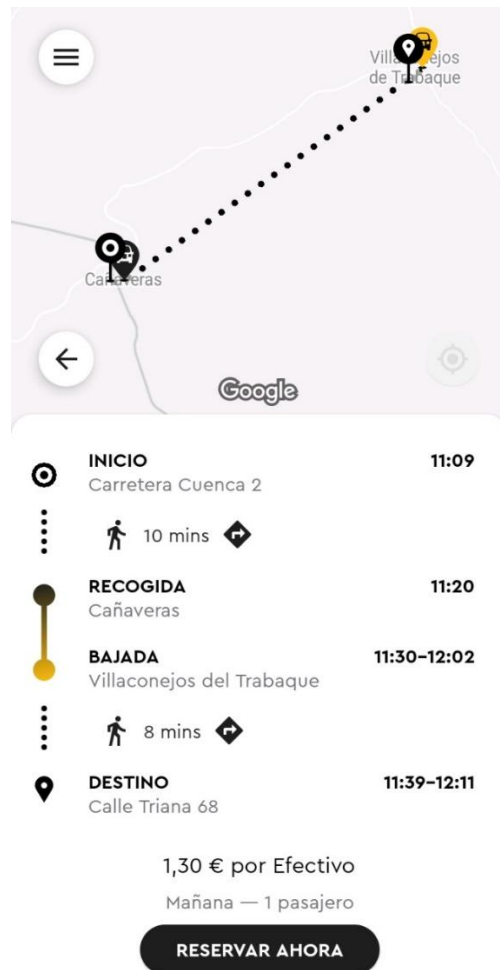 de Trabaque
Cañaveras
Google
INICIO 11:09
Carretera Cuenca 2
10 mins
RECOGIDA 11:20
Cañaveras
BAJADA 11:30-12:02
Villaconejos del Trabaque
8 mins
DESTINO 11:39-12:11
Calle Triana 68
1,30 € por Efectivo
Mañana — 1 pasajero
RESERVAR AHORA